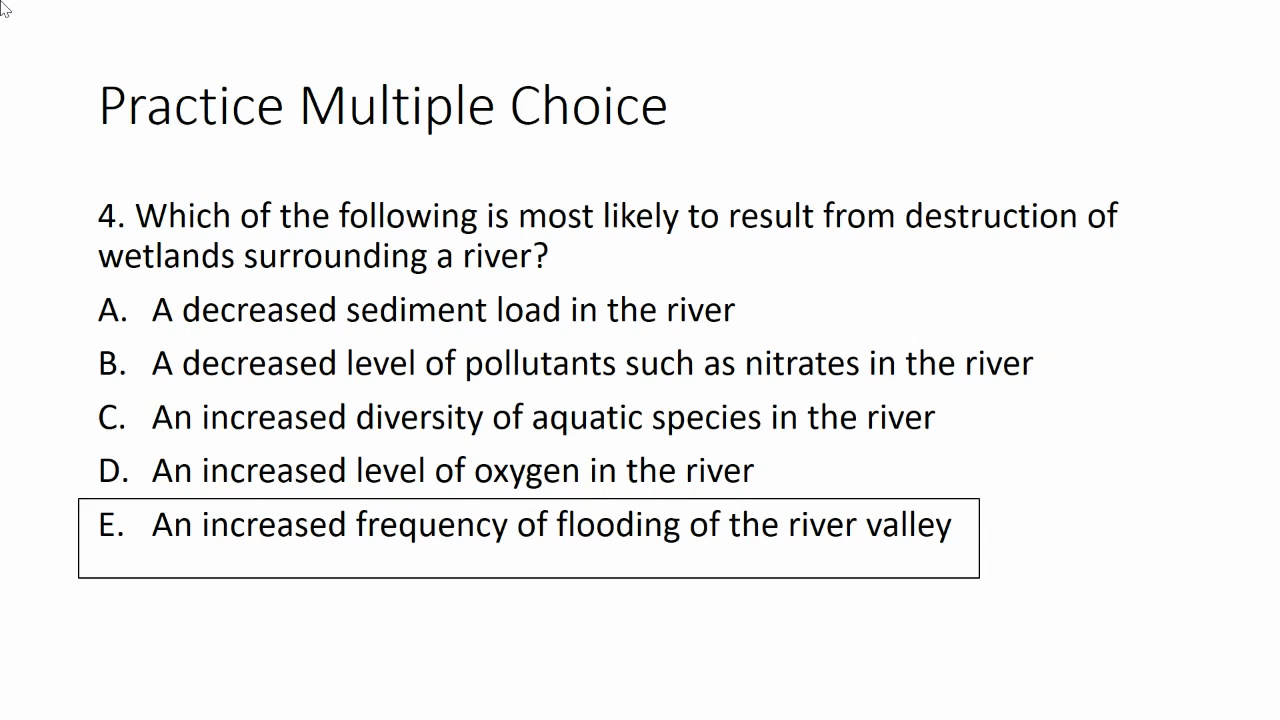 Practice Multiple Choice
4. Which of the following is most likely to result from destruction of
wetlands surrounding a river?
A. A decreased sediment load in the river
B. A decreased level of pollutants such as nitrates in the river
C. An increased diversity of aquatic species in the river
D. An increased level of oxygen in the river
E. An increased frequency of flooding of the river valley